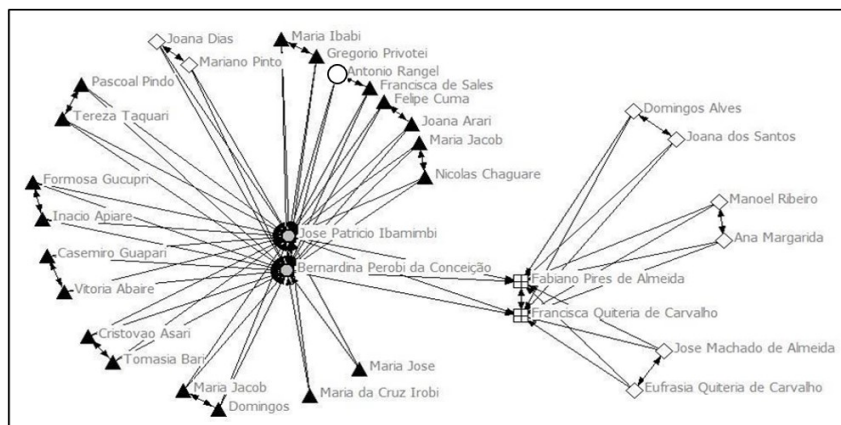 Joana Dias
Mariano Pinto
Maria Ibabi
Gregorio Privotei
Antonio Rangel
Francisca de Sales
Felipe Cuma
Joana Arari
Maria Jacob
Nicolas Chaguare
Pascoal Pindo
Tereza Taquari
Formosa Gucupri
Inacio Apiare
Casemiro Guapari
Vitoria Abaire
Cristovao Asari
Tomasia Bari
Maria Jacob
Domingos
Maria Jose
Maria da Cruz Irobi
Jose Patricio Ibamimbi
Bernardina Perobi da Conceição
Domingos Alves
Joana dos Santos
Manoel Ribeiro
Ana Margarida
Fabiano Pires de Almeida
Francisca Quiteria de Carvalho
Jose Machado de Almeida
Eufrasia Quiteria de Carvalho